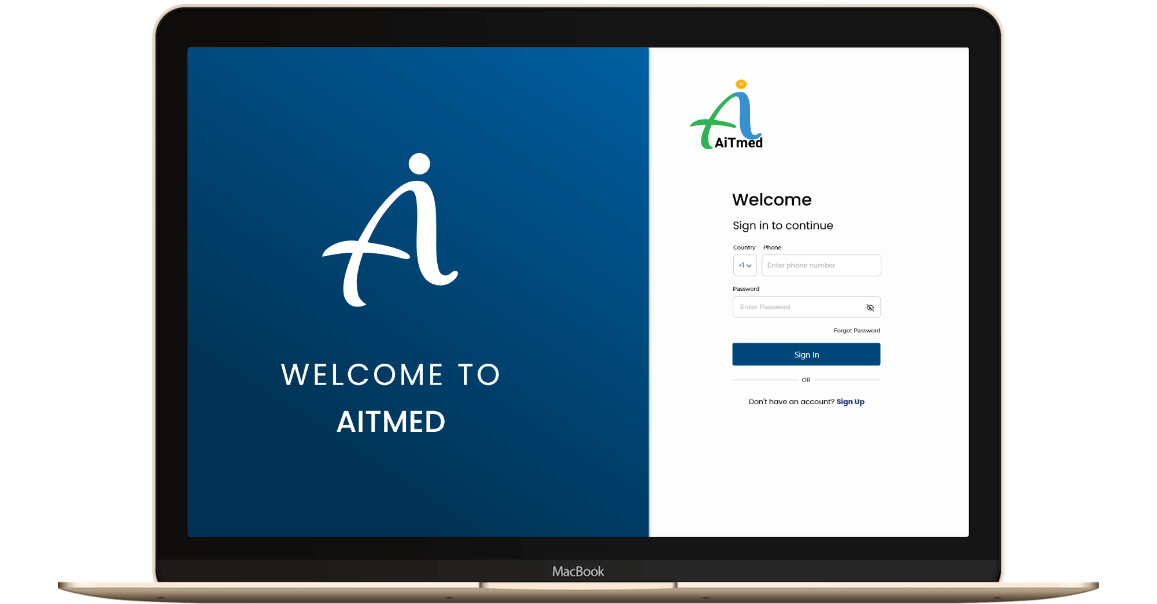 WELCOME TO
AITMED
AiTmed
Welcome
Sign in to continue
Country Phone
+1 Enter phone number
Password
Enter Password
Forgot Password
Sign In
OR
Don't have an account? Sign Up
MacBook